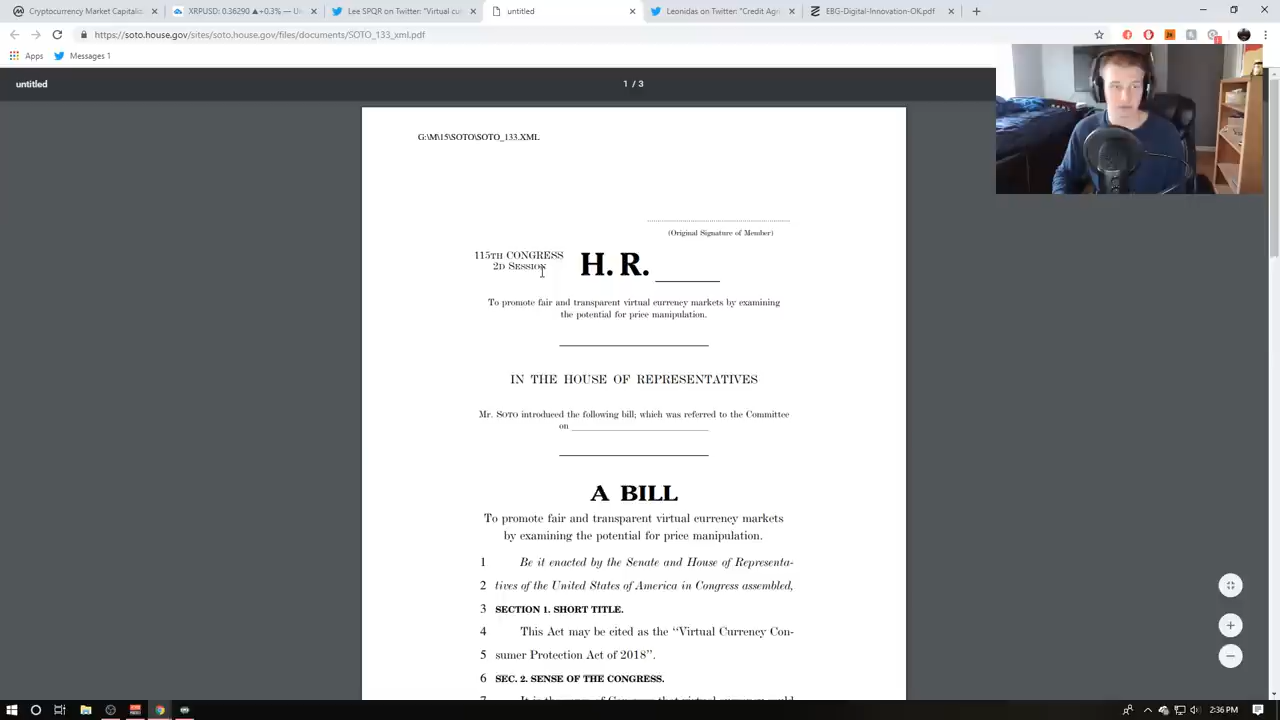 Cryptocurrency Market Capitaliz
XRPUSD: 0.36290 ▲+0.3% — Ind
Lee SPQR on Twitter: "Virtual cu
Document
Leonidas on Twitter: "Former Ch
EBG-Digital-Innovation-OK.pdf
https://soto.house.gov/sites/soto.house.gov/files/documents/SOTO_133_xml.pdf
Apps
Messages 1
untitled
1 / 3
G:\M\15\SOTO\SOTO_133.XML
(Original Signature of Member)
115TH CONGRESS
2D SESSION
H. R.
To promote fair and transparent virtual currency markets by examining
the potential for price manipulation.
IN THE HOUSE OF REPRESENTATIVES
Mr. SOTO introduced the following bill; which was referred to the Committee
on
A BILL
To promote fair and transparent virtual currency markets
by examining the potential for price manipulation.
1 Be it enacted by the Senate and House of Representa-
2 tives of the United States of America in Congress assembled,
3 SECTION 1. SHORT TITLE.
4 This Act may be cited as the ‘‘Virtual Currency Con-
5 sumer Protection Act of 2018’’.
6 SEC. 2. SENSE OF THE CONGRESS.